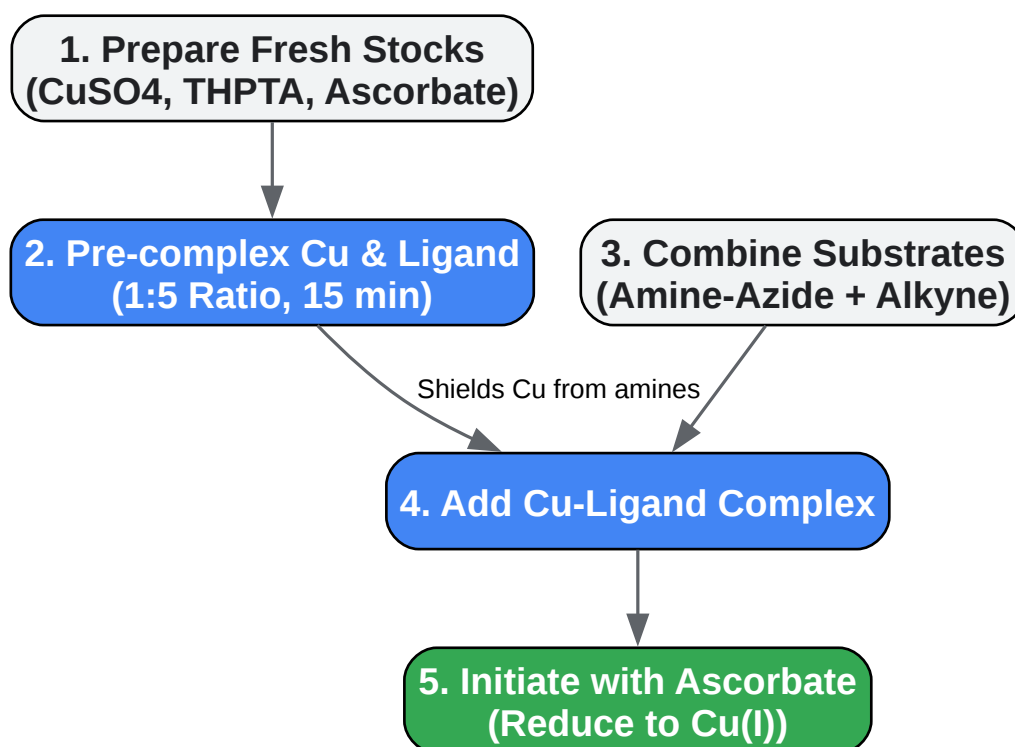 1. Prepare Fresh Stocks
(CuSO4, THPTA, Ascorbate)
2. Pre-complex Cu & Ligand
(1:5 Ratio, 15 min)
3. Combine Substrates
(Amine-Azide + Alkyne)
Shields Cu from amines
4. Add Cu-Ligand Complex
5. Initiate with Ascorbate
(Reduce to Cu(I))